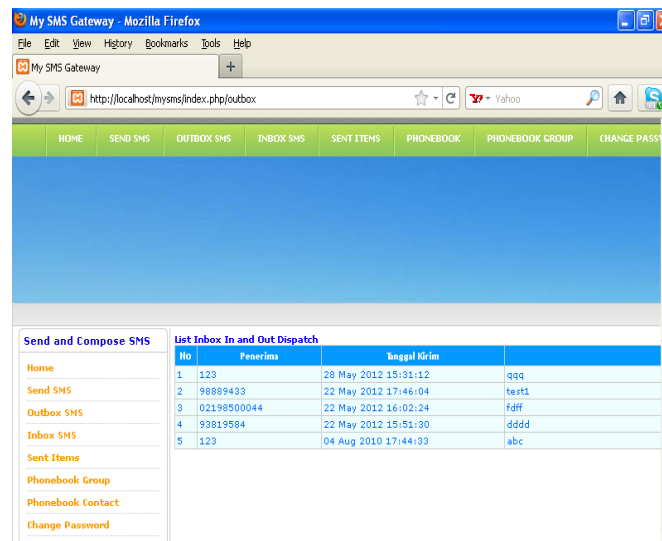 My SMS Gateway - Mozilla Firefox
File Edit View History Bookmarks Tools Help
My SMS Gateway +
http://localhost/mysms/index.php/outbox Yahoo
HOME SEND SMS OUTBOX SMS INBOX SMS SENT ITEMS PHONEBOOK PHONEBOOK GROUP CHANGE PASS
Send and Compose SMS
Home
Send SMS
Outbox SMS
Inbox SMS
Sent Items
Phonebook Group
Phonebook Contact
Change Password
List Inbox In and Out Dispatch
No Penerima Tanggal Kirim
1 123 28 May 2012 15:31:12 qqq
2 98889433 22 May 2012 17:46:04 test1
3 02198500044 22 May 2012 16:02:24 fdff
4 93819584 22 May 2012 15:51:30 dddd
5 123 04 Aug 2010 17:44:33 abc